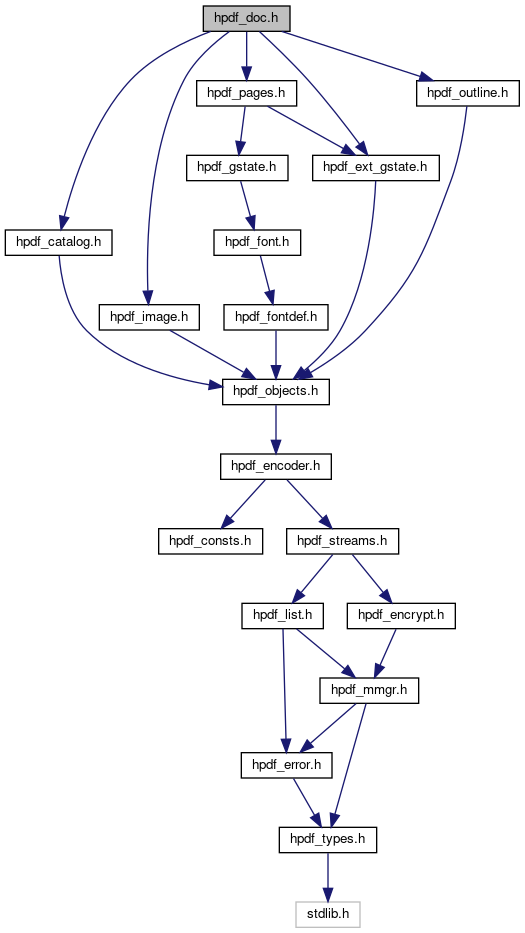 hpdf_doc.h
hpdf_pages.h
hpdf_outline.h
hpdf_gstate.h
hpdf_ext_gstate.h
hpdf_catalog.h
hpdf_font.h
hpdf_image.h
hpdf_fontdef.h
hpdf_objects.h
hpdf_encoder.h
hpdf_consts.h
hpdf_streams.h
hpdf_list.h
hpdf_encrypt.h
hpdf_mmgr.h
hpdf_error.h
hpdf_types.h
stdlib.h